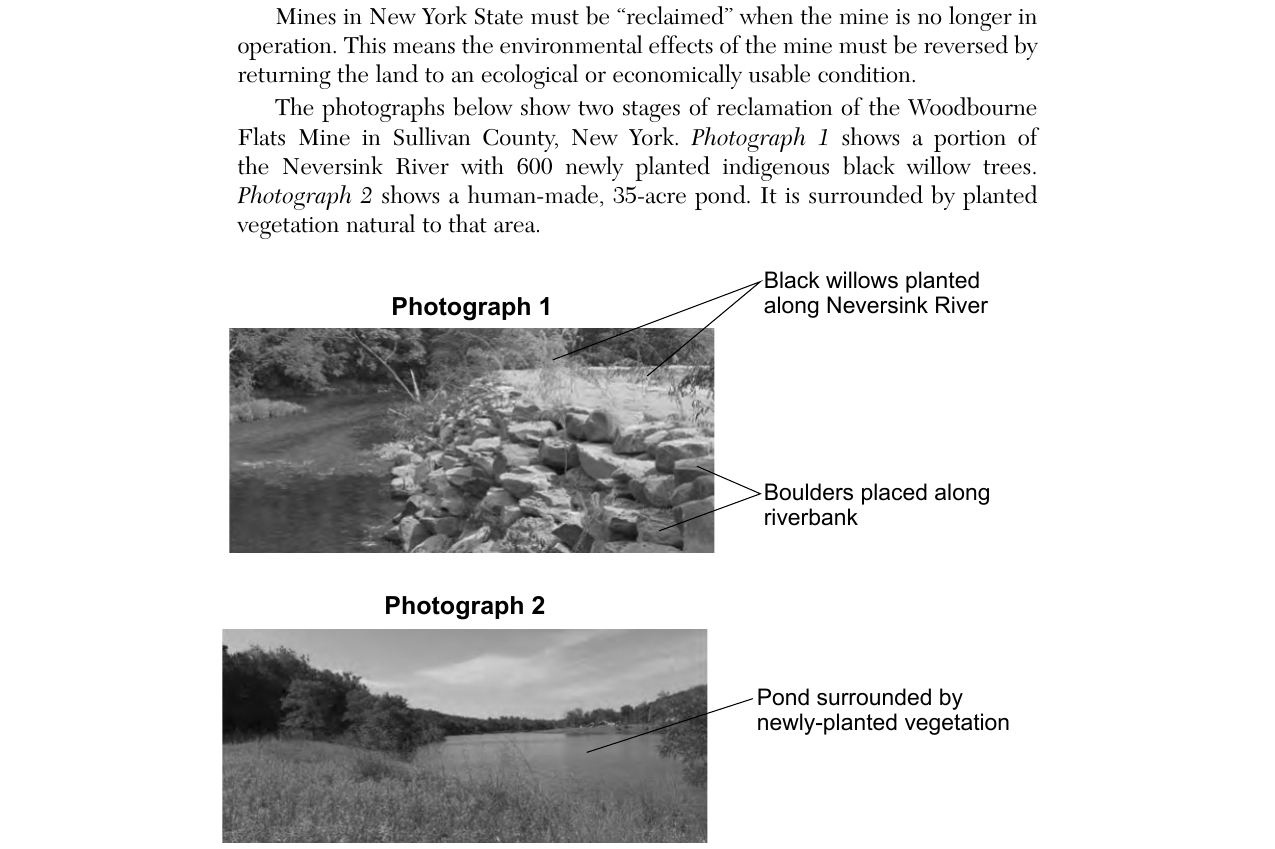 Mines in New York State must be “reclaimed” when the mine is no longer in
operation. This means the environmental effects of the mine must be reversed by
returning the land to an ecological or economically usable condition.
The photographs below show two stages of reclamation of the Woodbourne
Flats Mine in Sullivan County, New York. Photograph 1 shows a portion of
the Neversink River with 600 newly planted indigenous black willow trees.
Photograph 2 shows a human-made, 35-acre pond. It is surrounded by planted
vegetation natural to that area.
Photograph 1
Black willows planted
along Neversink River
Boulders placed along
riverbank
Photograph 2
Pond surrounded by
newly-planted vegetation